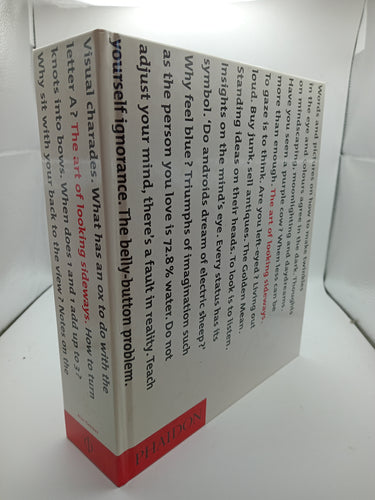 Words and pictures on how to make twinkles
in the eye and colours agree in the dark. Thoughts
on mindscaping, moonlighting and daydreams.
Have you seen a purple cow? When less can be
more than enough. The art of looking sideways.
To gaze is to think. Are you left-eyed? Living out
loud. Buy junk, sell antiques. The Golden Mean.
Standing ideas on their heads. To look is to listen.
Insights on the mind's eye. Every status has its
symbol. 'Do androids dream of electric sheep?'
Why feel blue? Triumphs of imagination such
as the person you love is 72.8% water. Do not
adjust your mind, there's a fault in reality. Teach
yourself ignorance. The belly-button problem.
PHAIDON
Visual charades. What has an ox to do with the
letter A? The art of looking sideways. How to turn
knots into bows. When does 1 and 1 add up to 3?
Why sit with your back to the view? Notes on the